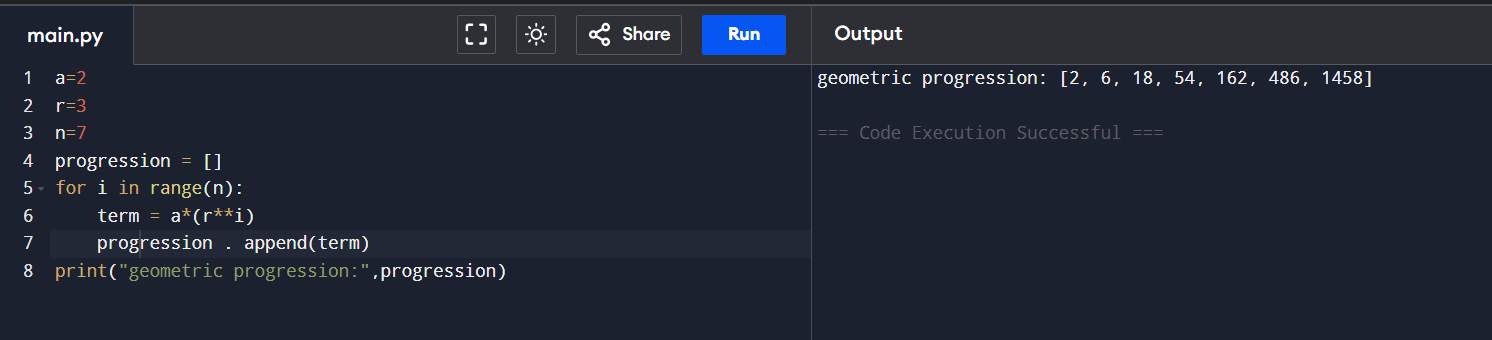 main.py
Share
Run
Output
1 a=2
2 r=3
3 n=7
4 progression = []
5 for i in range(n):
6     term = a*(r**i)
7     progression . append(term)
8 print("geometric progression:",progression)
geometric progression: [2, 6, 18, 54, 162, 486, 1458]
=== Code Execution Successful ===